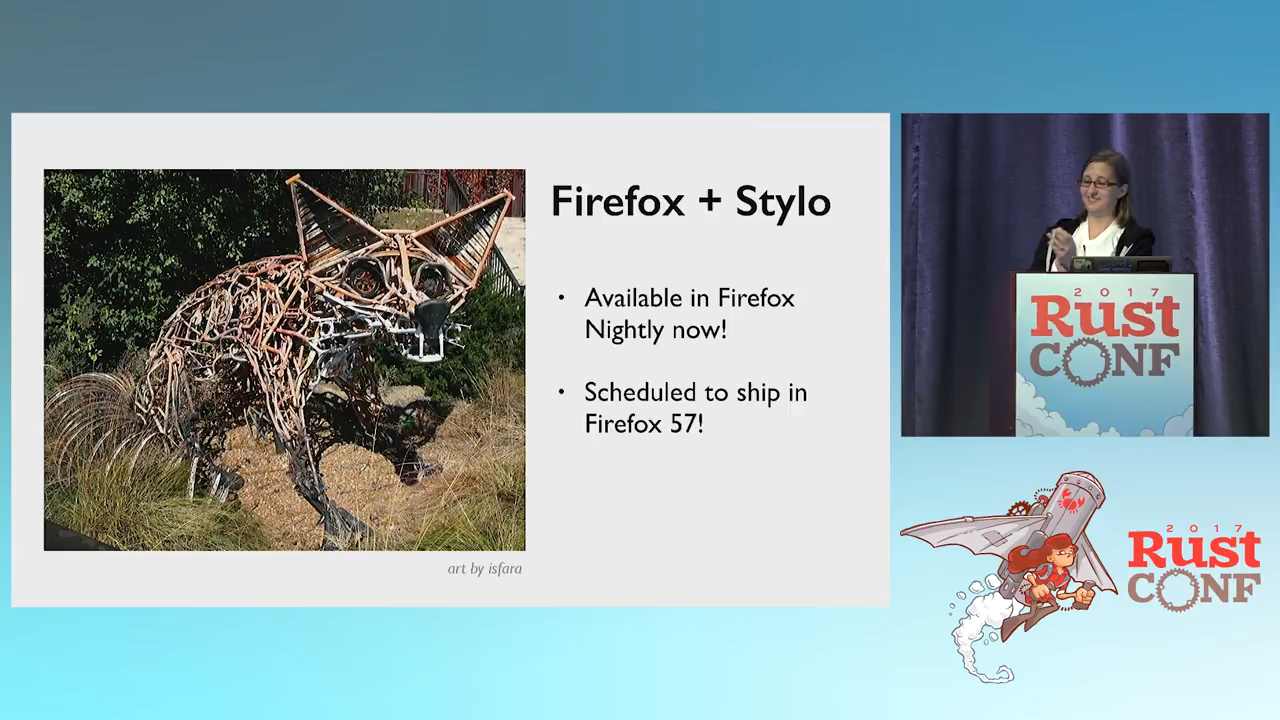 Firefox + Stylo
• Available in Firefox
Nightly now!
• Scheduled to ship in
Firefox 57!
art by isfara
2017
Rust
CONF
2017
Rust
CONF